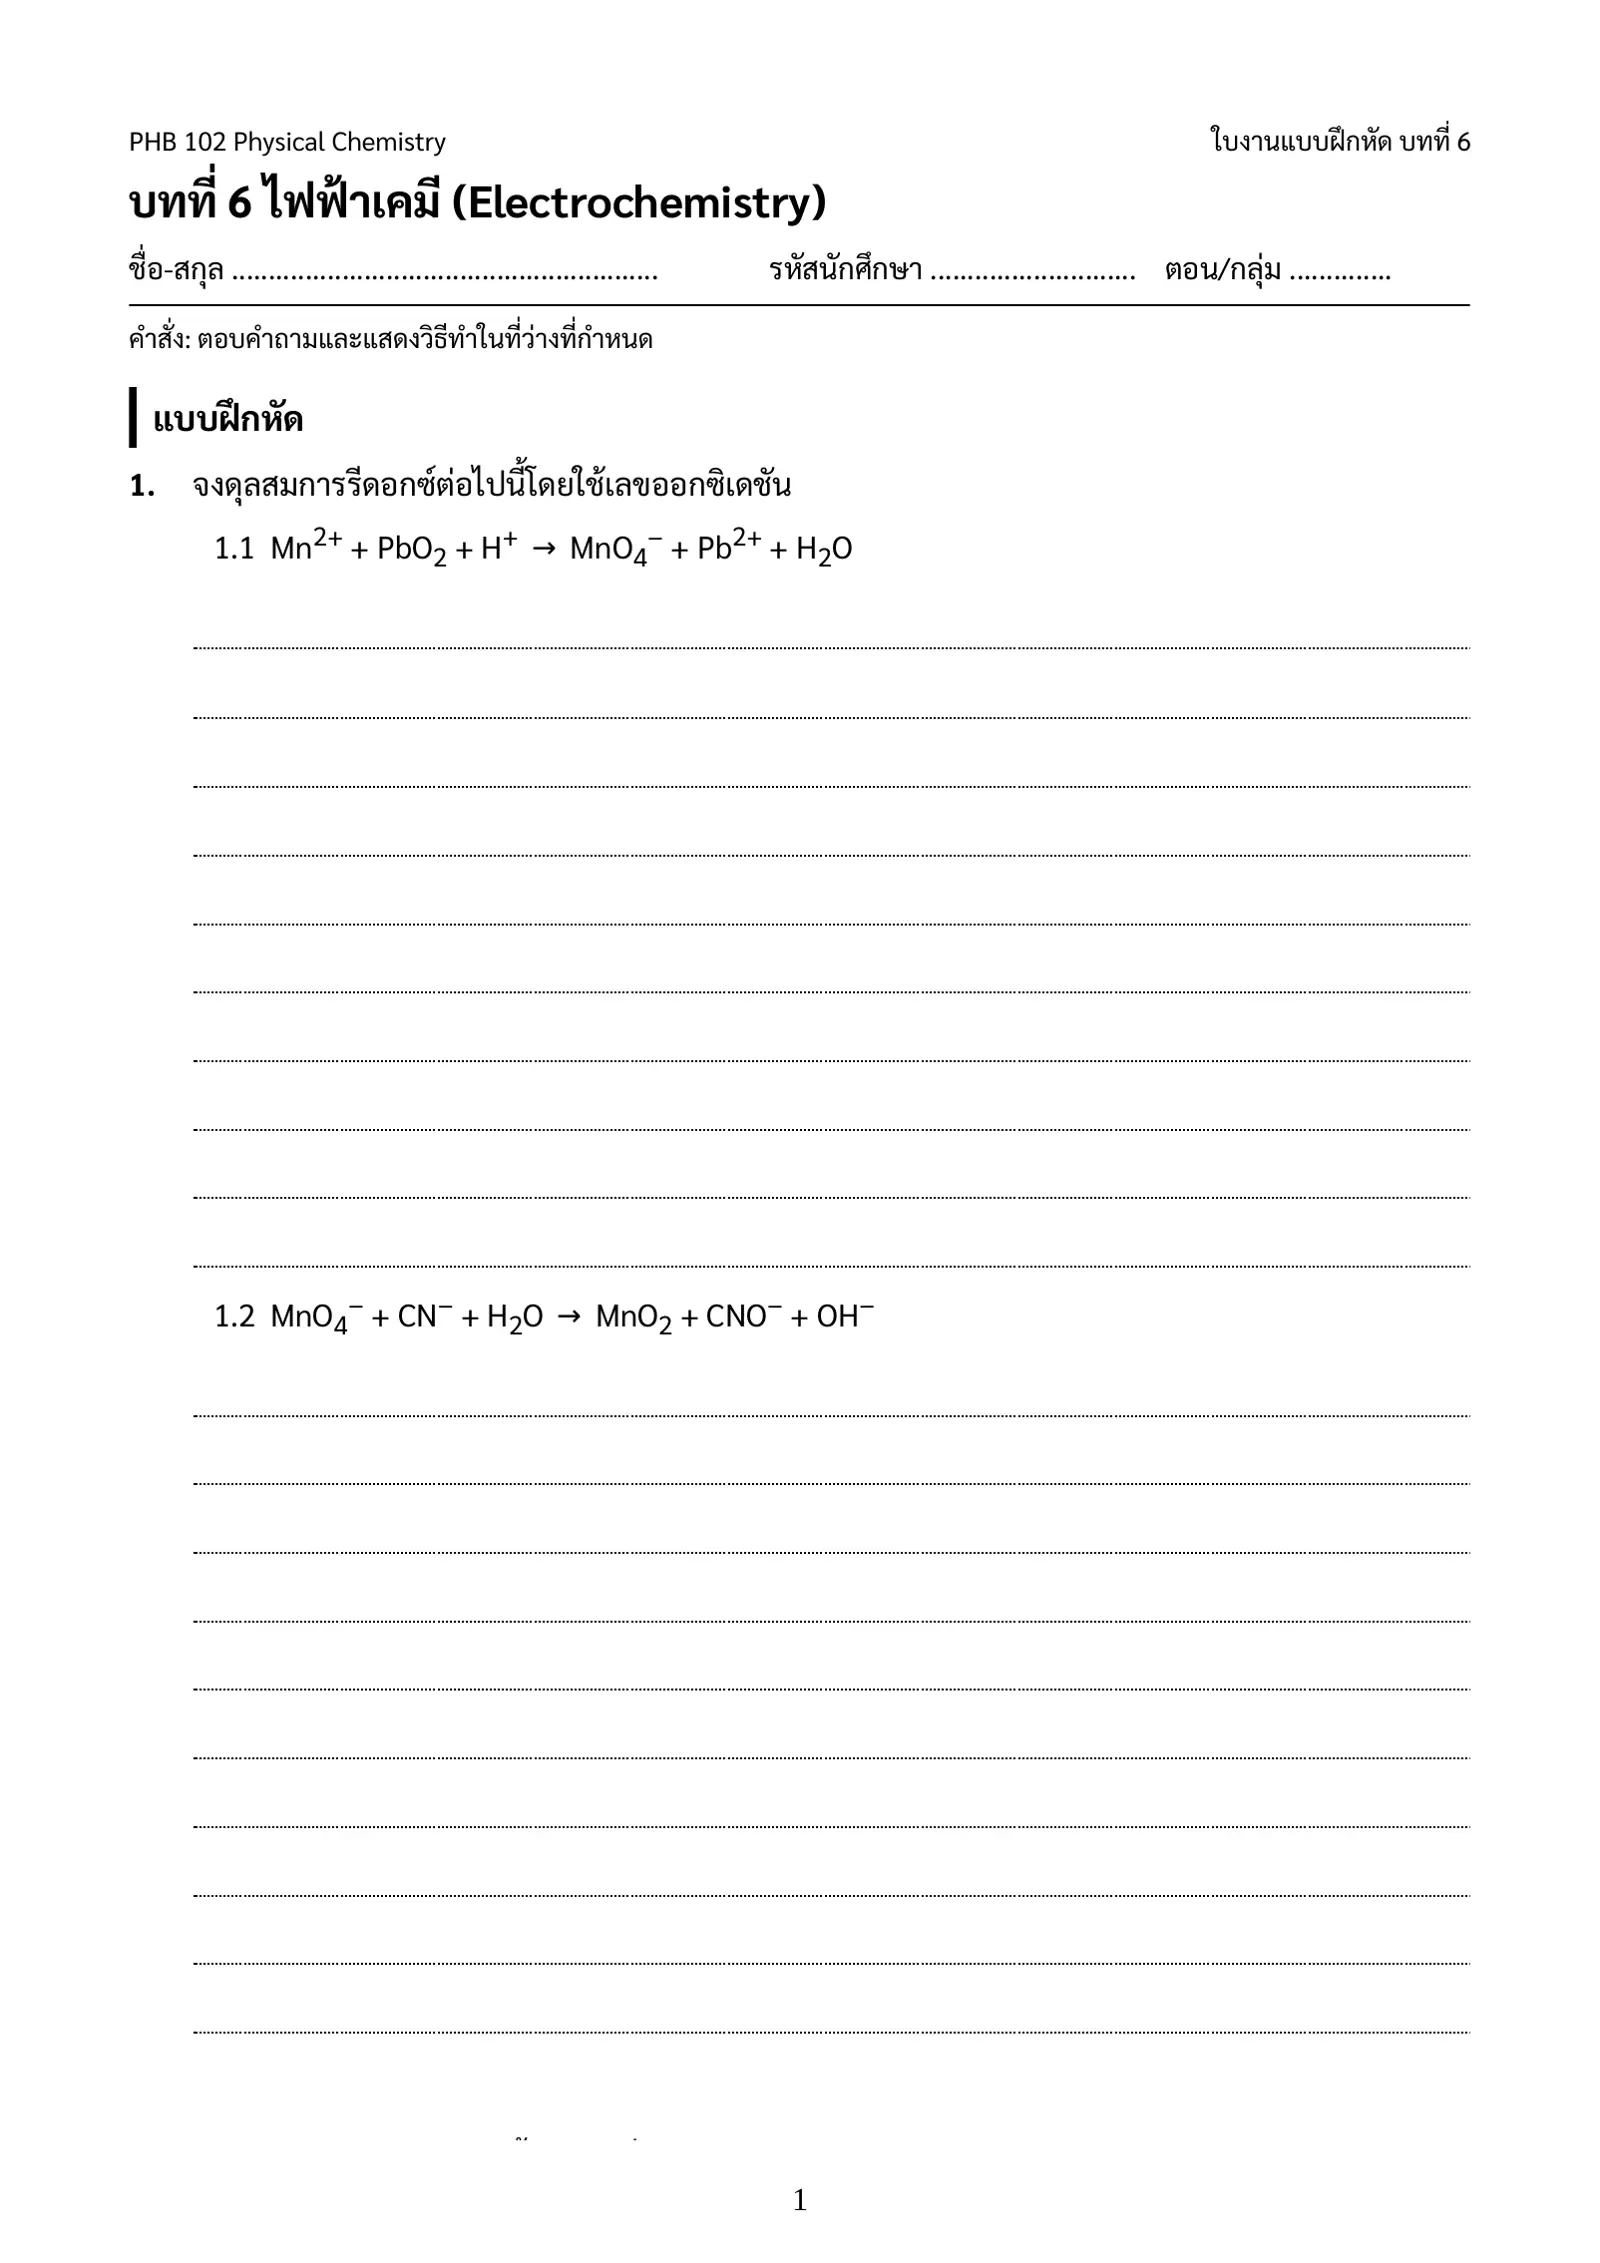 PHB 102 Physical Chemistry ใบงานแบบฝึกหัด บทที่ 6
บทที่ 6 ไฟฟ้าเคมี (Electrochemistry)
ชื่อ-สกุล .......................................................... รหัสนักศึกษา ............................ ตอน/กลุ่ม ..............
คำสั่ง: ตอบคำถามและแสดงวิธีทำในที่ว่างที่กำหนด
แบบฝึกหัด
1. จงดุลสมการรีดอกซ์ต่อไปนี้โดยใช้เลขออกซิเดชัน
1.1 Mn²⁺ + PbO₂ + H⁺ → MnO₄⁻ + Pb²⁺ + H₂O
1.2 MnO₄⁻ + CN⁻ + H₂O → MnO₂ + CNO⁻ + OH⁻
1